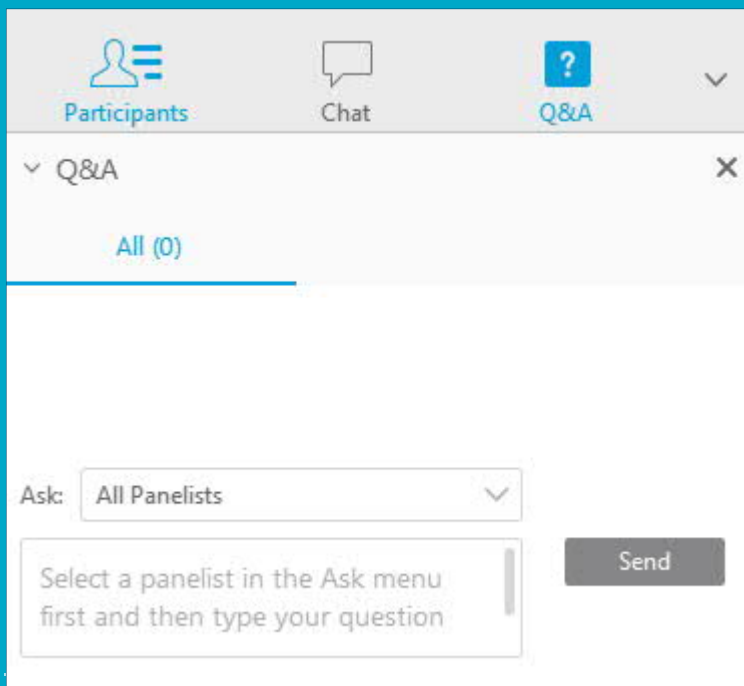 Participants
Chat
?
Q&A
Q&A
All (0)
Ask:
All Panelists
Select a panelist in the Ask menu
first and then type your question
Send